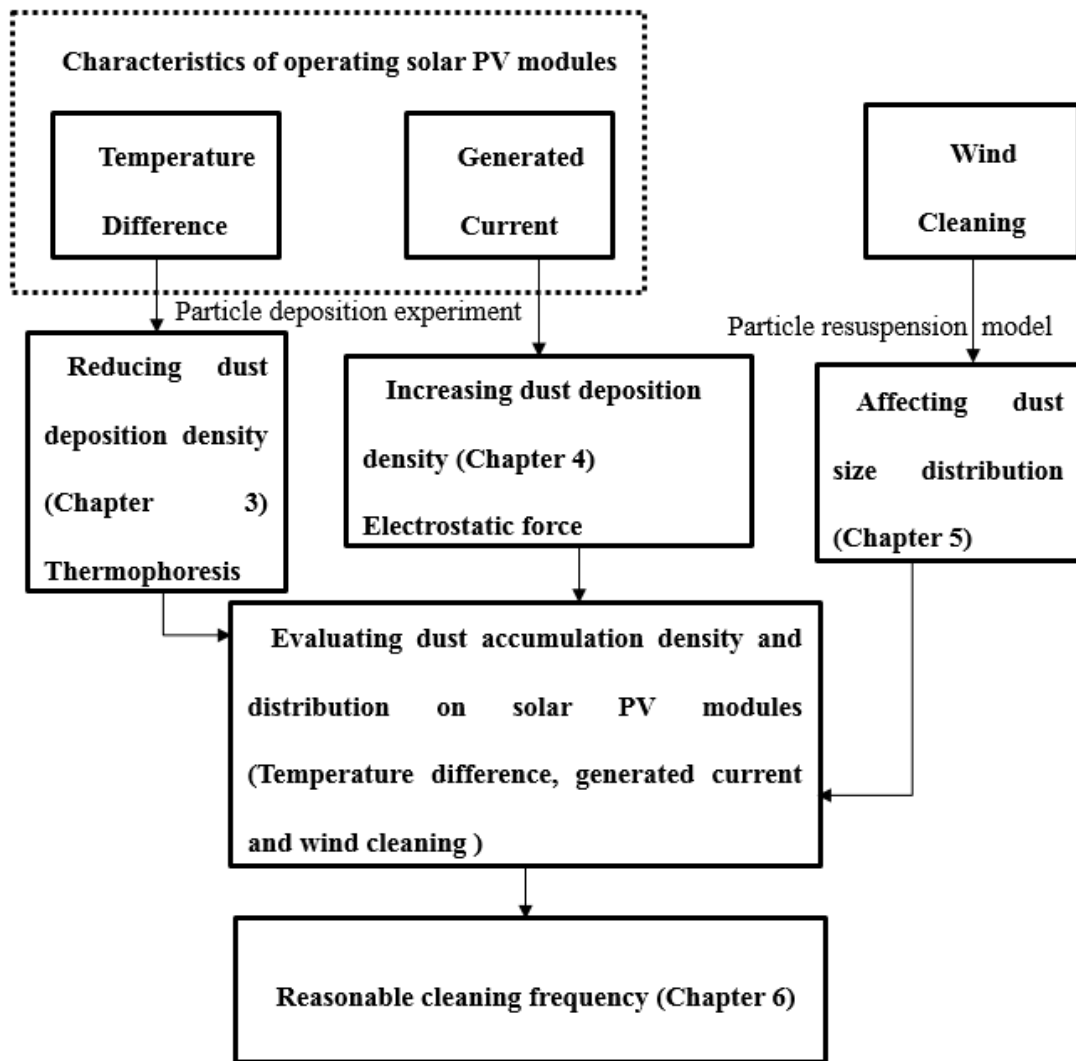 Characteristics of operating solar PV modules
Temperature
Difference
Generated
Current
Wind
Cleaning
Particle deposition experiment
Particle resuspension model
Reducing dust
deposition density
(Chapter 3)
Thermophoresis
Increasing dust deposition
density (Chapter 4)
Electrostatic force
Affecting dust
size distribution
(Chapter 5)
Evaluating dust accumulation density and
distribution on solar PV modules
(Temperature difference, generated current
and wind cleaning )
Reasonable cleaning frequency (Chapter 6)